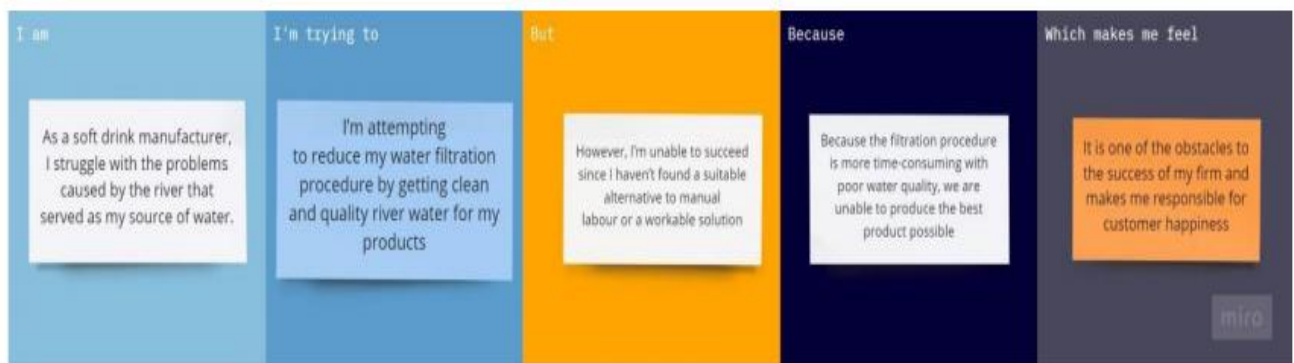 I am
As a soft drink manufacturer,
I struggle with the problems
caused by the river that
served as my source of water.
I'm trying to
I'm attempting
to reduce my water filtration
procedure by getting clean
and quality river water for my
products
But
However, I'm unable to succeed
since I haven't found a suitable
alternative to manual
labour or a workable solution
Because
Because the filtration procedure
is more time-consuming with
poor water quality, we are
unable to produce the best
product possible
Which makes me feel
It is one of the obstacles to
the success of my firm and
makes me responsible for
customer happiness
miro